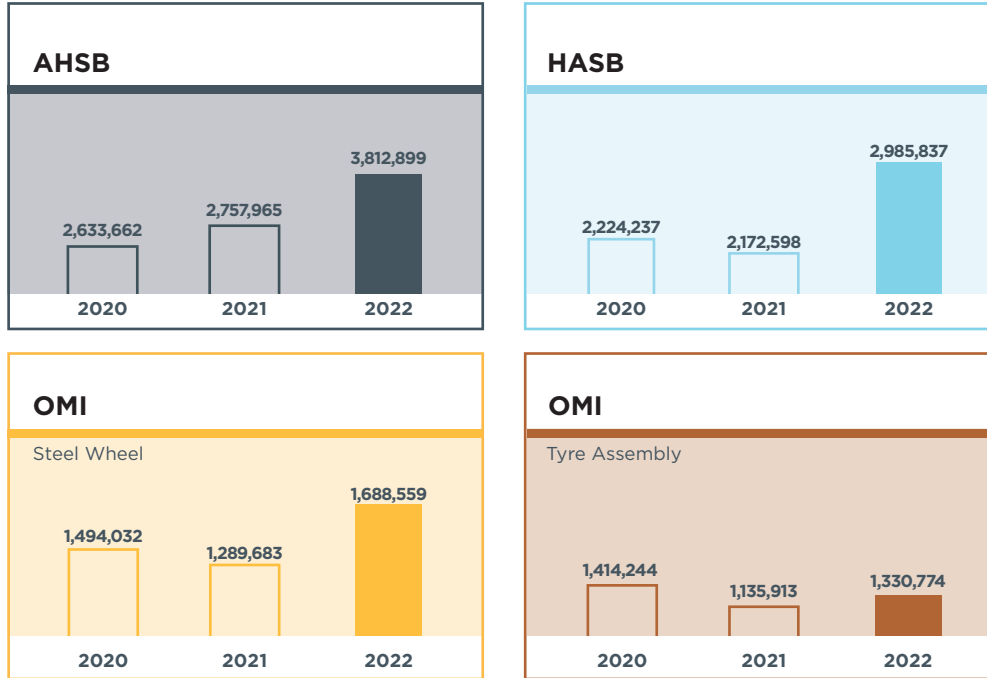 AHSB
3,812,899
2,757,965
2,633,662
2020 2021 2022
HASB
2,985,837
2,224,237
2,172,598
2020 2021 2022
OMI
Steel Wheel
1,688,559
1,494,032
1,289,683
2020 2021 2022
OMI
Tyre Assembly
1,414,244
1,330,774
1,135,913
2020 2021 2022